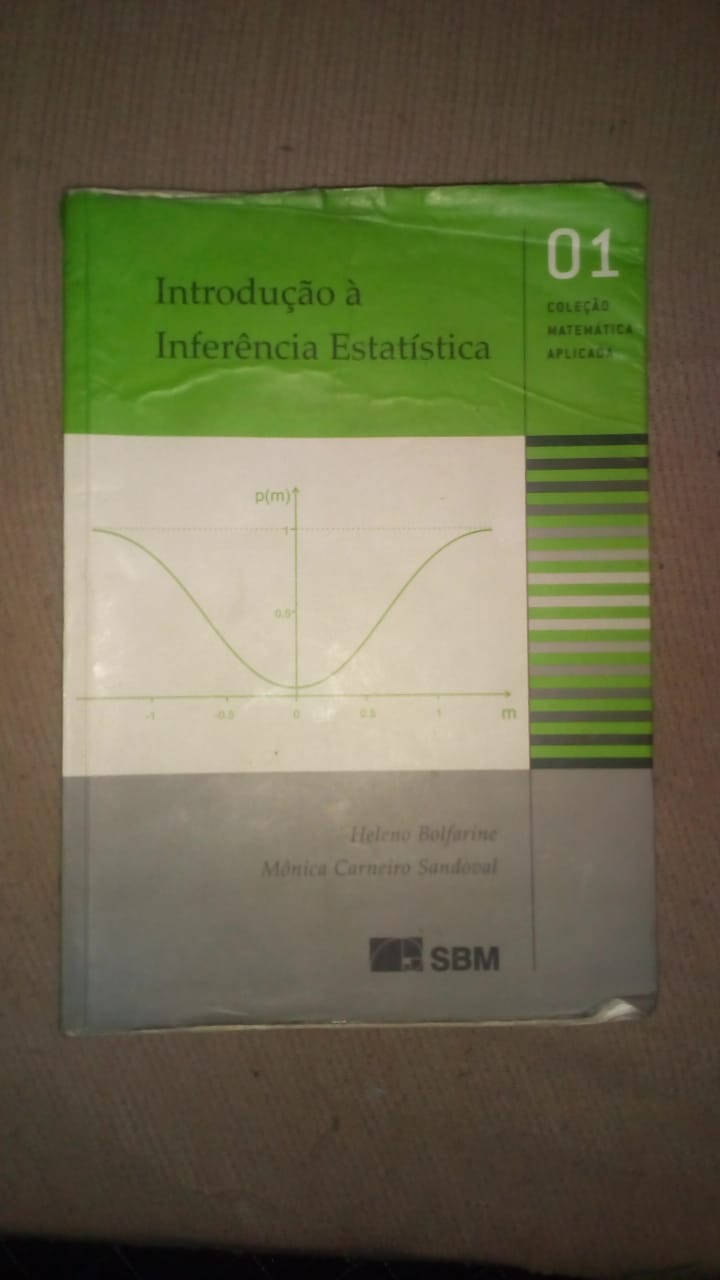 Introdução à
Inferência Estatística
01
COLEÇÃO
MATEMÁTICA
APLICADA
p(m)
1
0.5
-1
-0.5
0
0.5
1
m
Heleno Bolfarine
Mônica Carneiro Sandoval
SBM